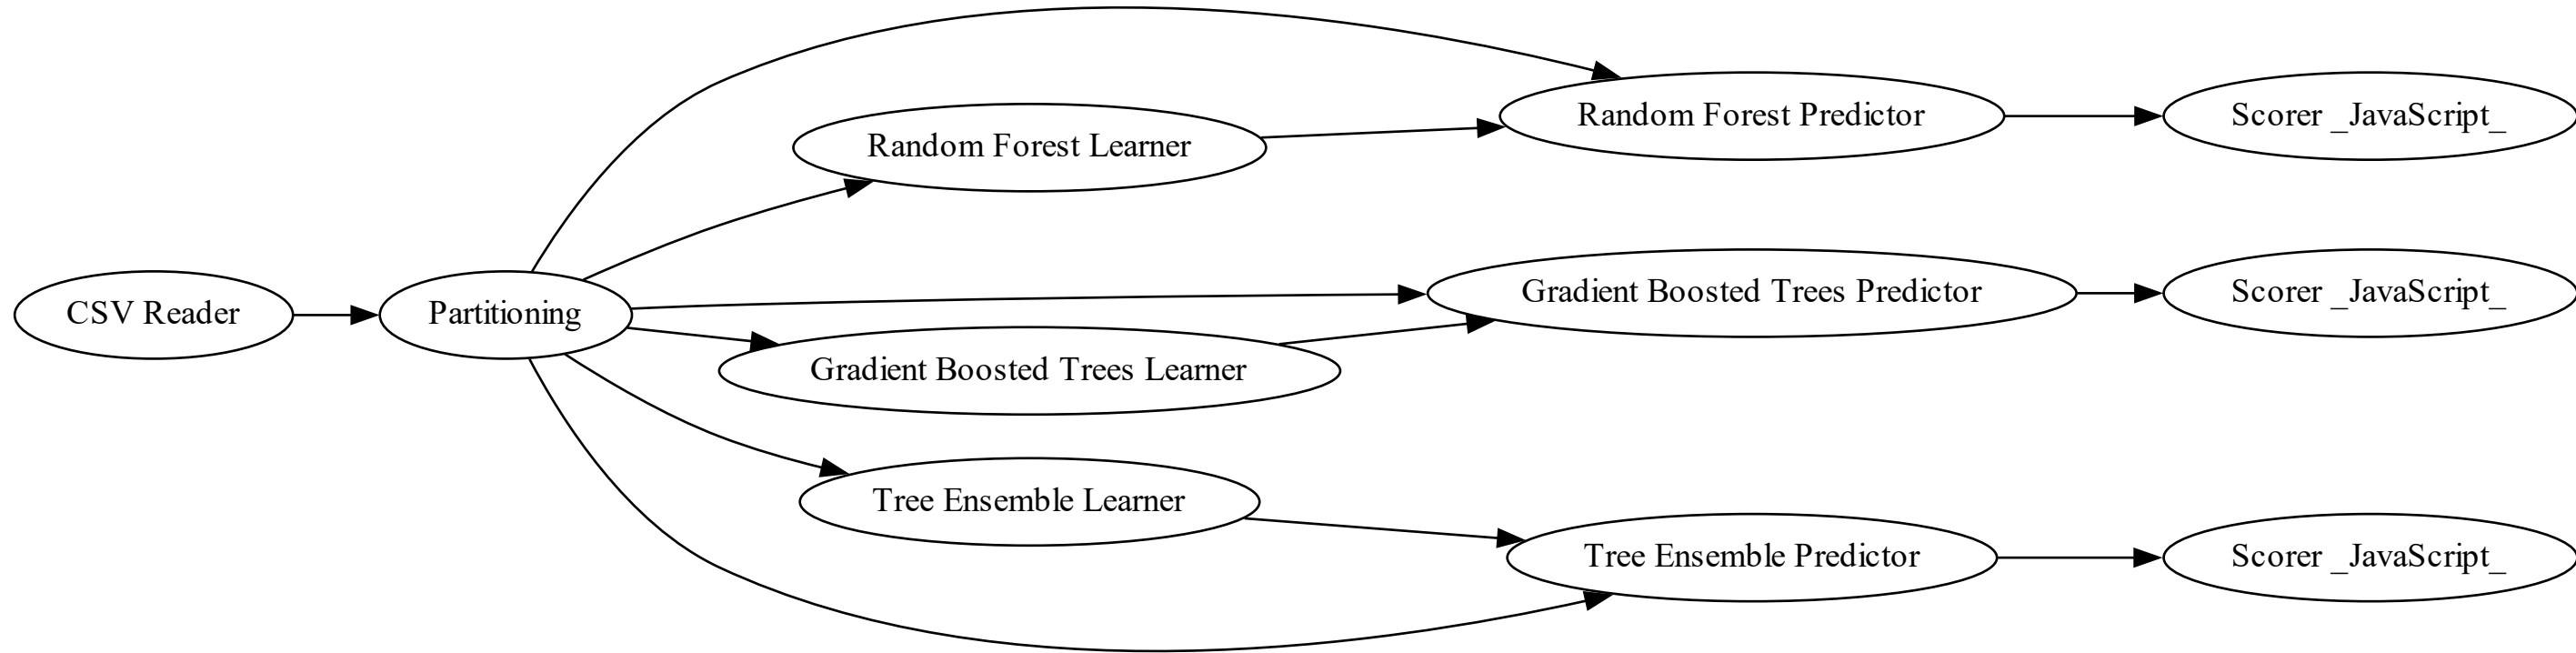 Random Forest Predictor
Scorer _JavaScript_
Random Forest Learner
CSV Reader
Partitioning
Gradient Boosted Trees Predictor
Scorer _JavaScript_
Gradient Boosted Trees Learner
Tree Ensemble Learner
Tree Ensemble Predictor
Scorer _JavaScript_